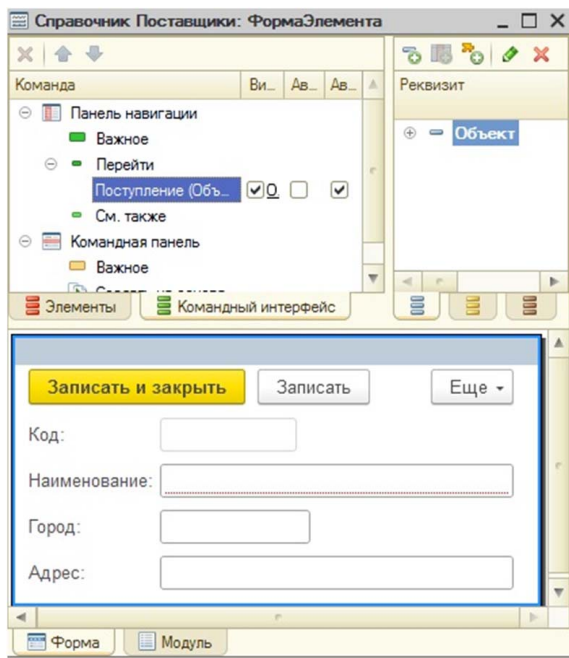 Справочник Поставщики: ФормаЭлемента
Команда Ви... Ав... Ав...
Реквизит
Панель навигации
Важное
Перейти
Поступление (Объ... О.
См. также
Командная панель
Важное
Объект
Элементы Командный интерфейс
Записать и закрыть Записать Еще
Код:
Наименование:
Город:
Адрес:
Форма Модуль